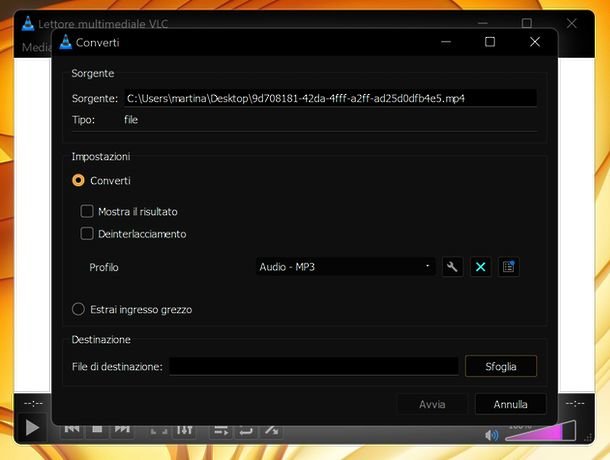 Lettore multimediale VLC
Media
Converti
Sorgente
Sorgente: C:\Users\martina\Desktop\9d708181-42da-4fff-a2ff-ad25d0dfb4e5.mp4
Tipo: file
Impostazioni
Converti
Mostra il risultato
Deinterlacciamento
Profilo Audio - MP3
Estrai ingresso grezzo
Destinazione
File di destinazione: Sfoglia
Avvia Annulla
--:-- --:--
100%